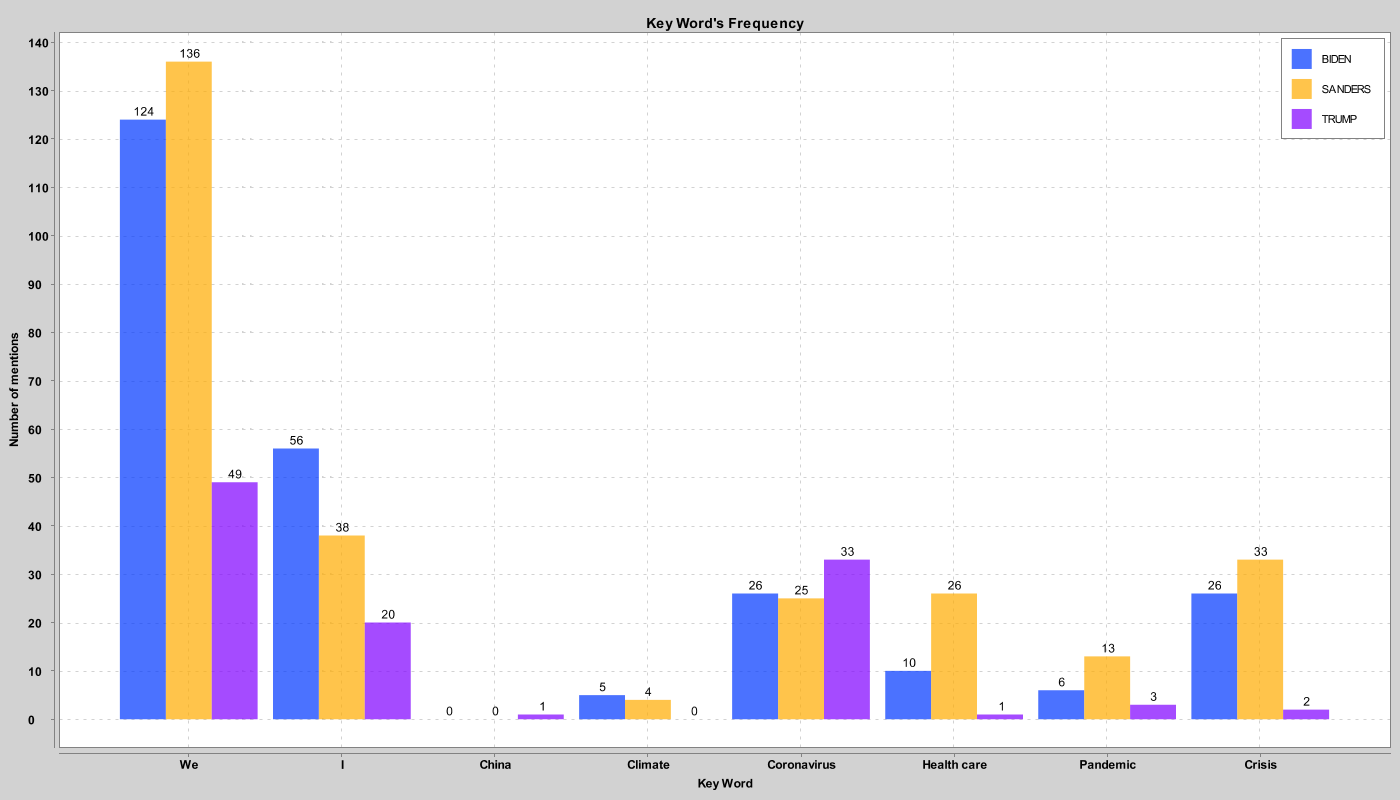 Key Word's Frequency
BIDEN
SANDERS
TRUMP
Number of mentions
140
130
120
110
100
90
80
70
60
50
40
30
20
10
0
124
136
49
56
38
20
0
0
1
5
4
0
26
25
33
10
26
1
6
13
3
26
33
2
We
I
China
Climate
Coronavirus
Health care
Pandemic
Crisis
Key Word